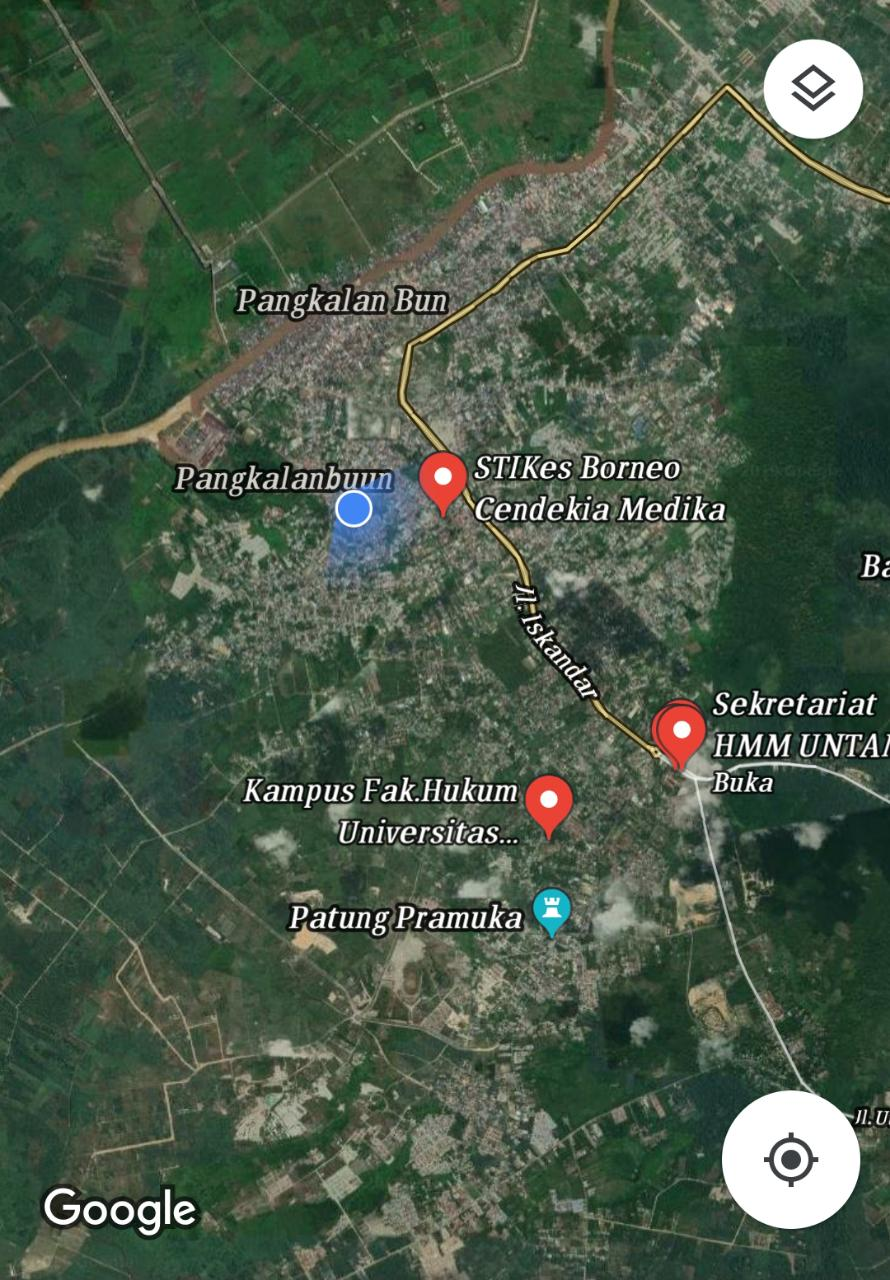 Pangkalan Bun
Pangkalanbuun
STIKes Borneo
Cendekia Medika
Ba
Jl. Iskandar
Sekretariat
HMM UNTA
Buka
Kampus Fak.Hukum
Universitas...
Patung Pramuka
Jl.U
Google